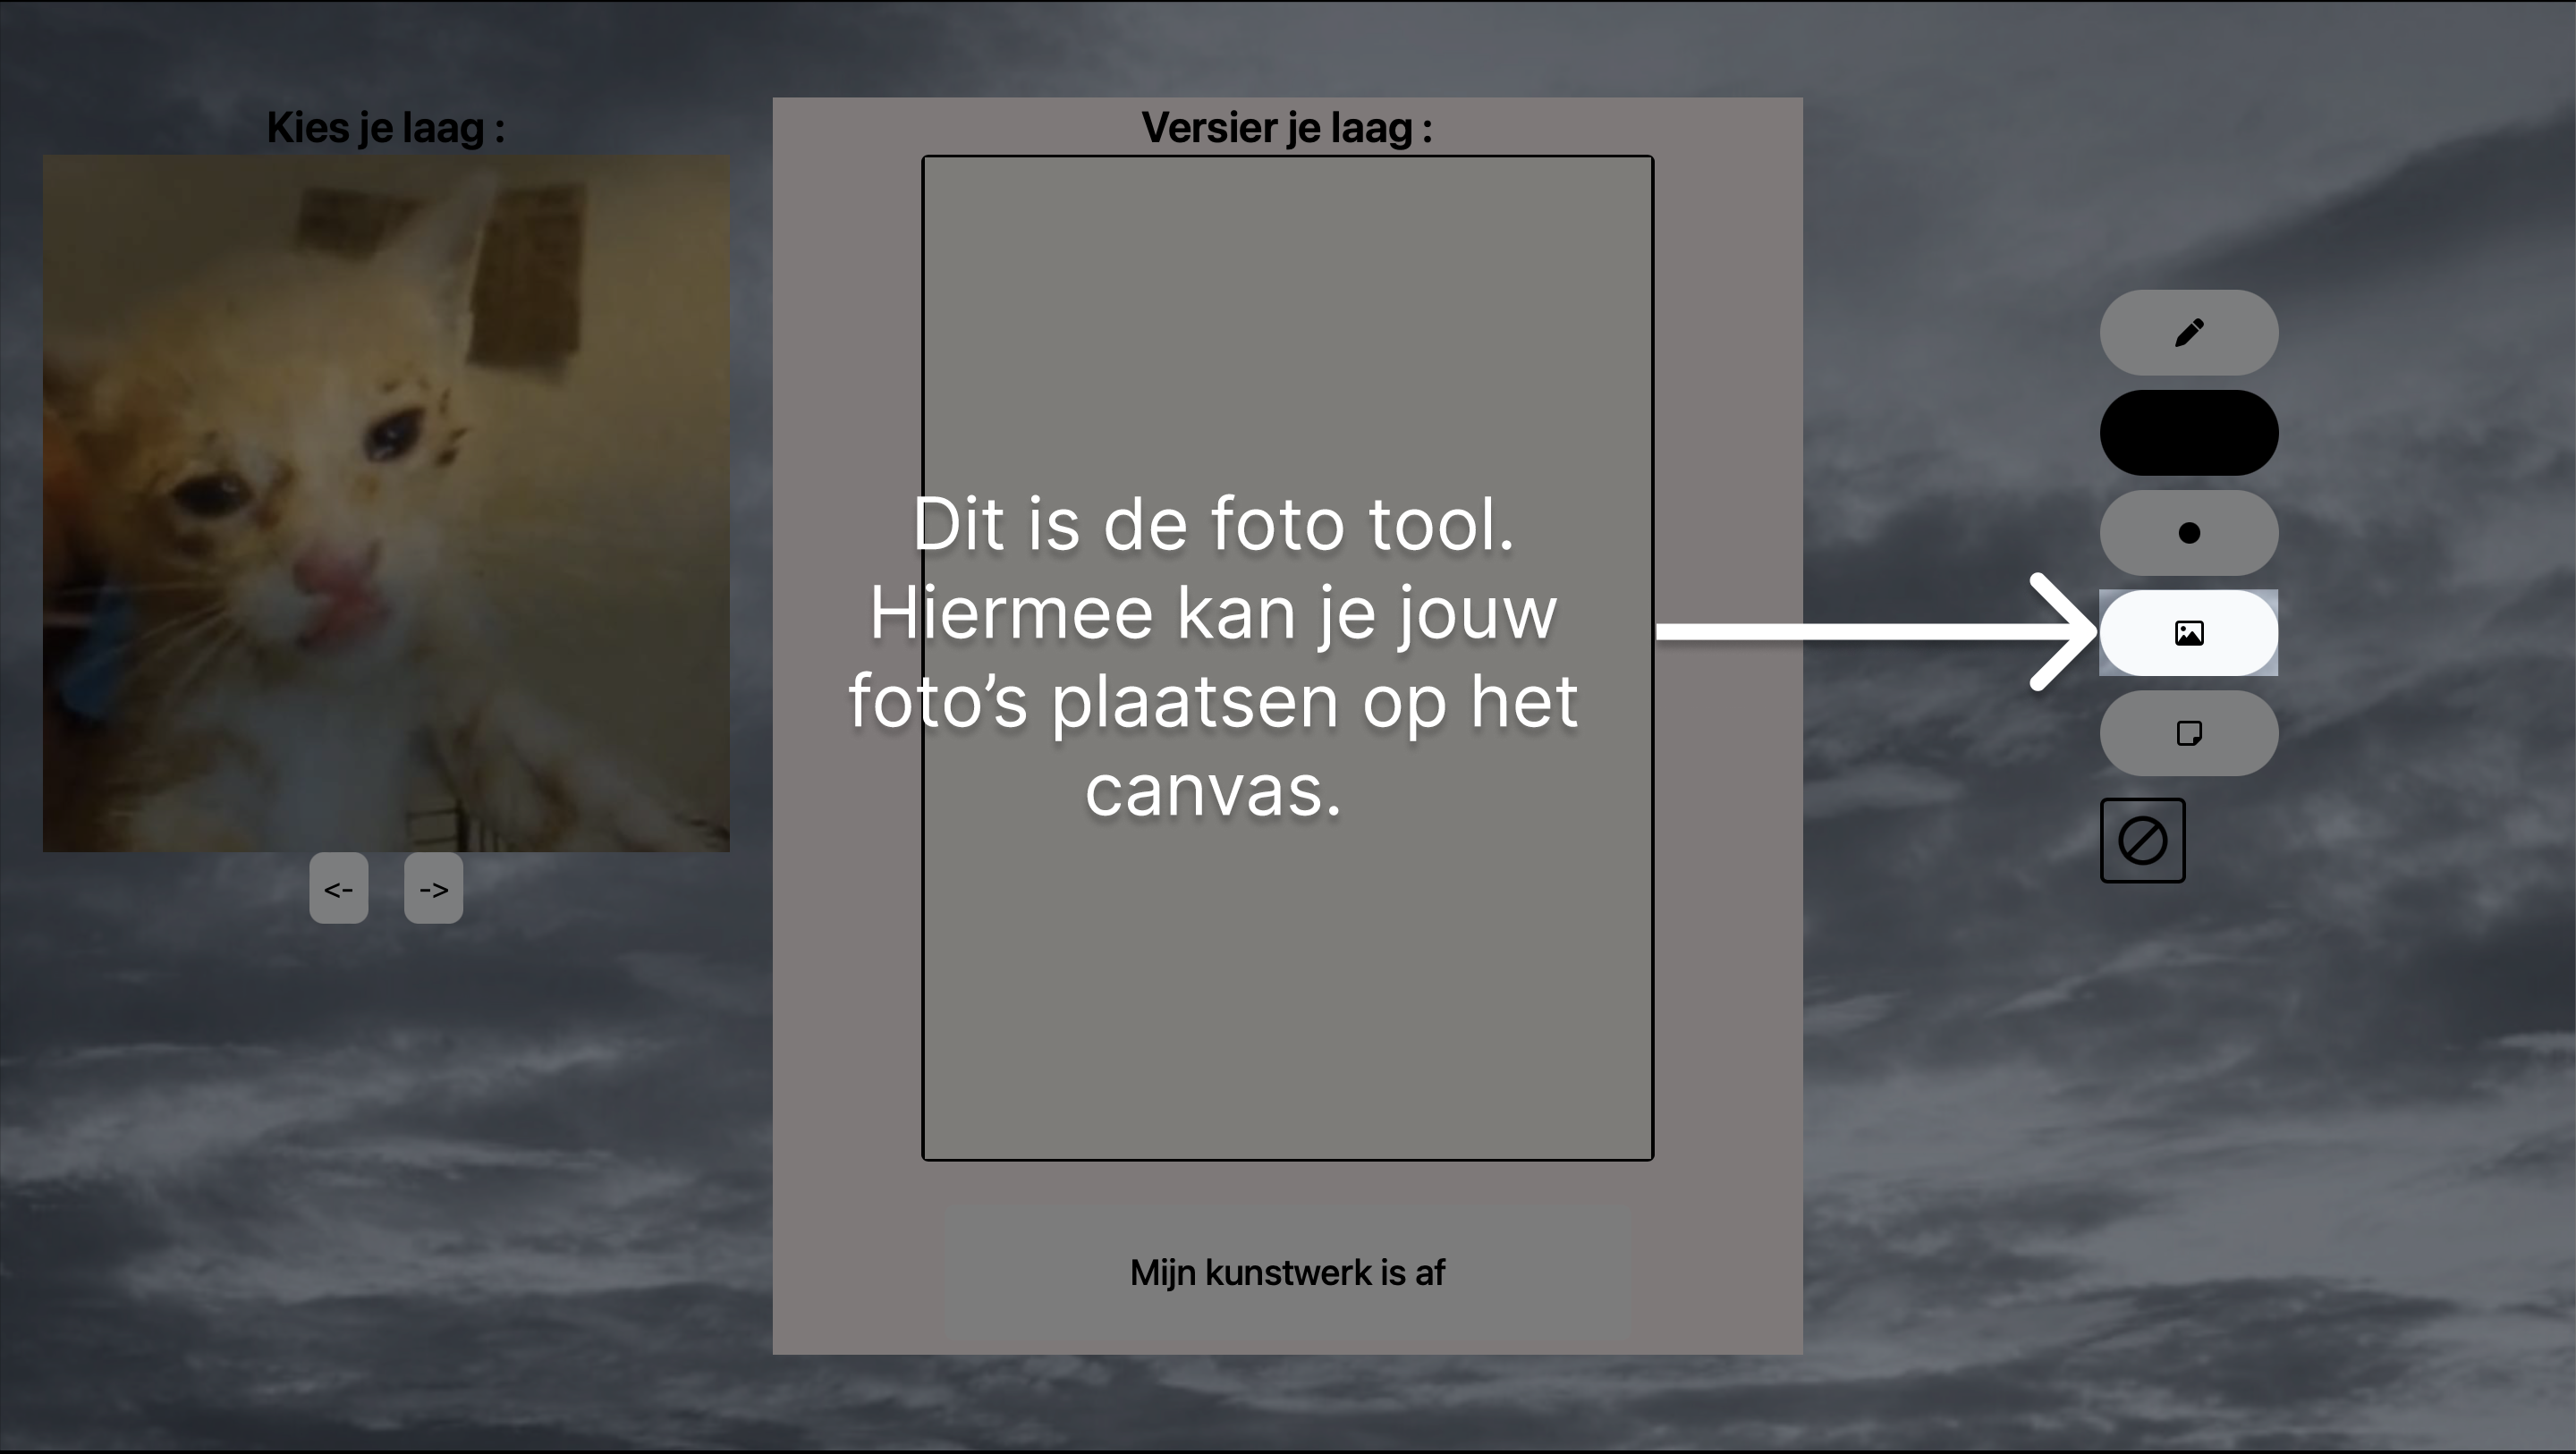 Kies je laag :
Versier je laag :
Dit is de foto tool.
Hiermee kan je jouw
foto’s plaatsen op het
canvas.
<- ->
Mijn kunstwerk is af